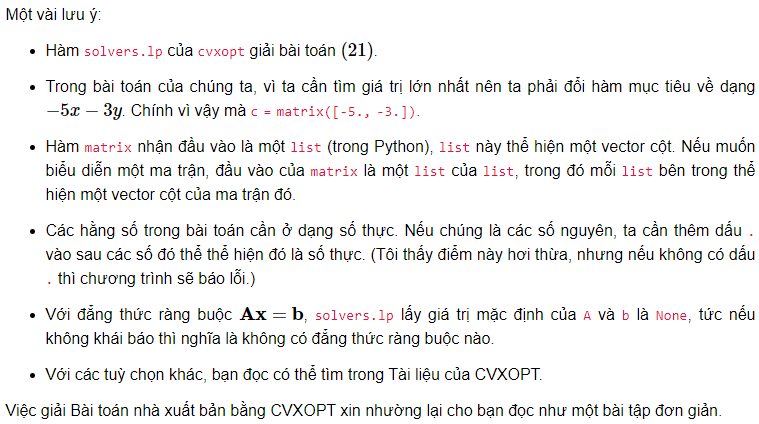 Một vài lưu ý:
• Hàm solvers.lp của cvxopt giải bài toán (21).
• Trong bài toán của chúng ta, vì ta cần tìm giá trị lớn nhất nên ta phải đổi hàm mục tiêu về dạng
−5x − 3y. Chính vì vậy mà c = matrix([-5., -3.]).
• Hàm matrix nhận đầu vào là một list (trong Python), list này thể hiện một vector cột. Nếu muốn
biểu diễn một ma trận, đầu vào của matrix là một list của list, trong đó mỗi list bên trong thể
hiện một vector cột của ma trận đó.
• Các hằng số trong bài toán cần ở dạng số thực. Nếu chúng là các số nguyên, ta cần thêm dấu .
vào sau các số đó thể thể hiện đó là số thực. (Tôi thấy điểm này hơi thừa, nhưng nếu không có dấu
. thì chương trình sẽ báo lỗi.)
• Với đẳng thức ràng buộc Ax = b, solvers.lp lấy giá trị mặc định của A và b là None, tức nếu
không khái báo thì nghĩa là không có đẳng thức ràng buộc nào.
• Với các tuỳ chọn khác, bạn đọc có thể tìm trong Tài liệu của CVXOPT.
Việc giải Bài toán nhà xuất bản bằng CVXOPT xin nhường lại cho bạn đọc như một bài tập đơn giản.